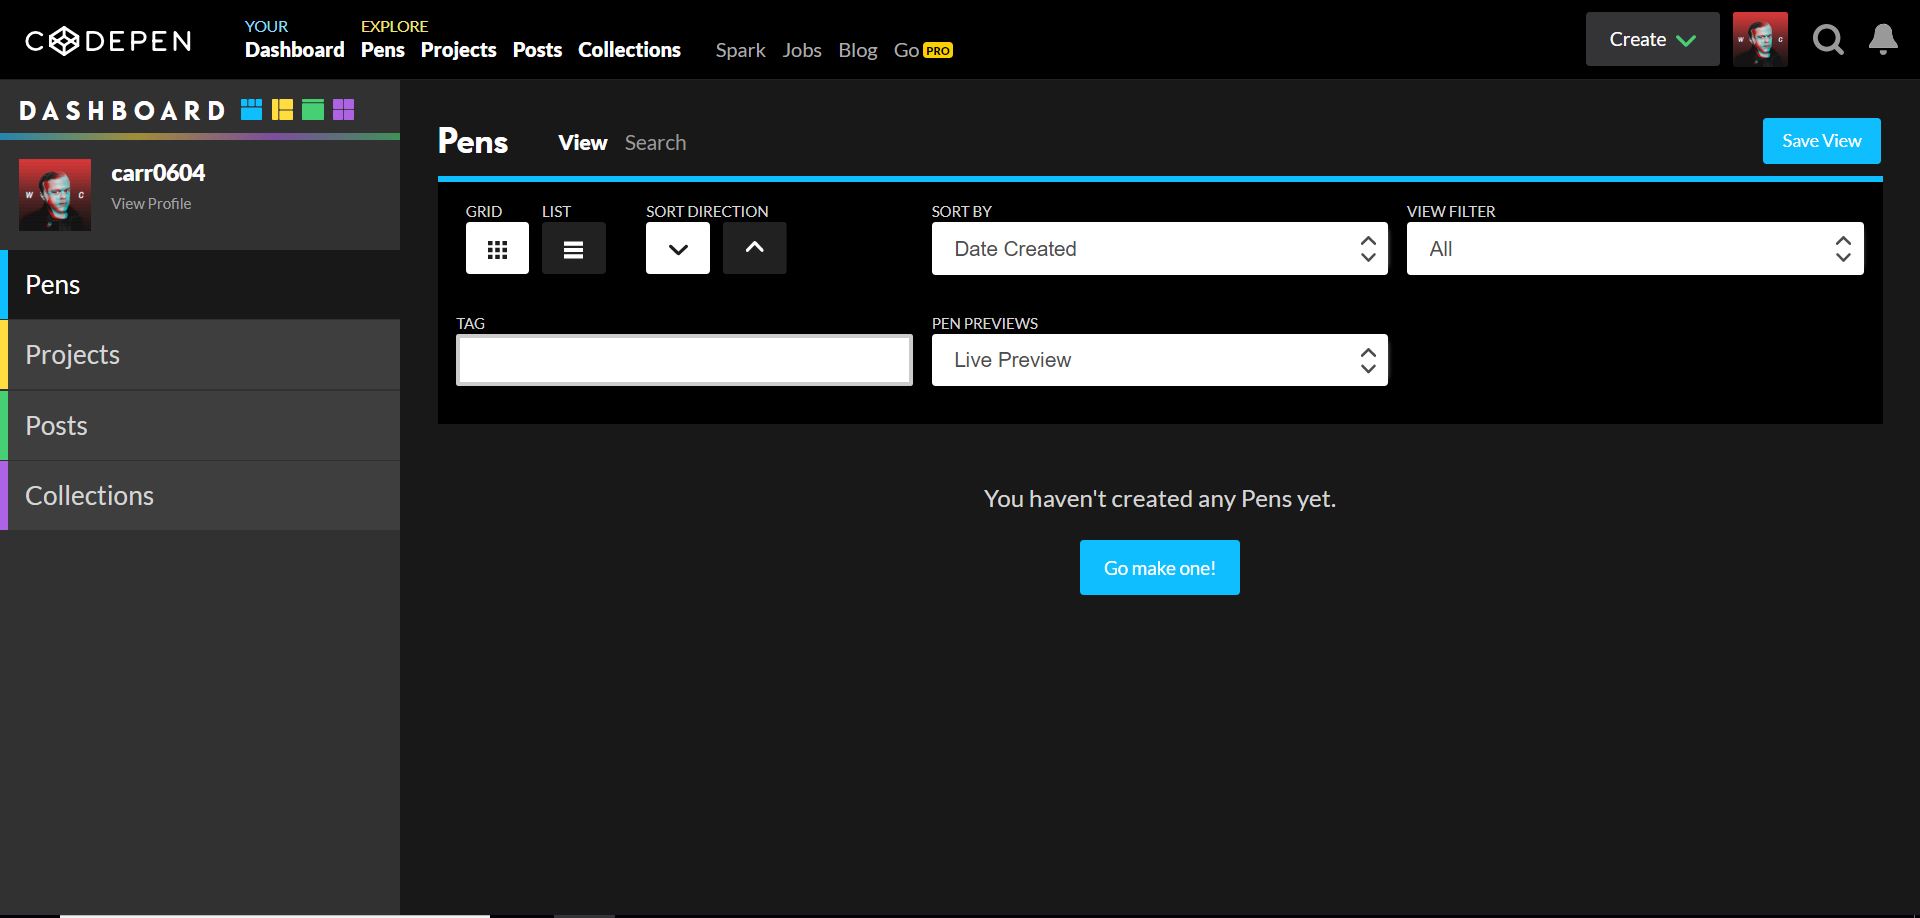 CODEPEN
YOUR
Dashboard
EXPLORE
Pens Projects Posts Collections
Spark Jobs Blog Go PRO
Create
W C
DASHBOARD
W C
carr0604
View Profile
Pens
Projects
Posts
Collections
Pens View Search
Save View
GRID LIST SORT DIRECTION SORT BY VIEW FILTER
Date Created All
TAG PEN PREVIEWS
Live Preview
You haven't created any Pens yet.
Go make one!